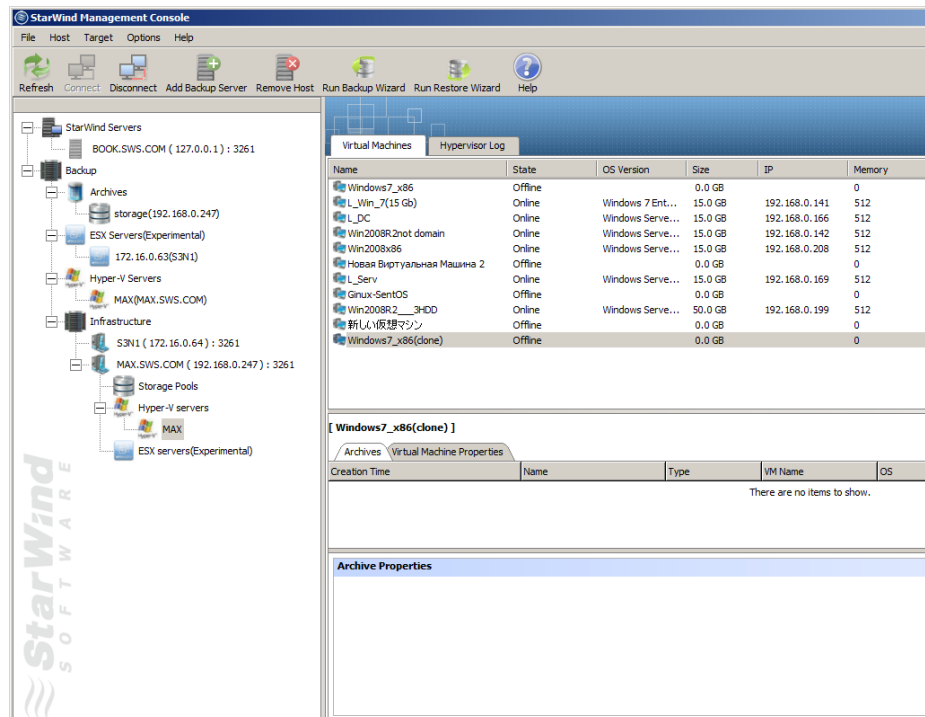 StarWind Management Console
File Host Target Options Help
Refresh Connect Disconnect Add Backup Server Remove Host Run Backup Wizard Run Restore Wizard Help
StarWind Servers
BOOK.SWS.COM ( 127.0.0.1 ) : 3261
Backup
Archives
storage(192.168.0.247)
ESX Servers(Experimental)
172.16.0.63(S3N1)
Hyper-V Servers
MAX(MAX.SWS.COM)
Infrastructure
S3N1 ( 172.16.0.64 ) : 3261
MAX.SWS.COM ( 192.168.0.247 ) : 3261
Storage Pools
Hyper-V servers
MAX
ESX servers(Experimental)
StarWind
SOFTWARE
Virtual Machines Hypervisor Log
Name State OS Version Size IP Memory
Windows7_x86 Offline 0.0 GB 0
L_Win_7(15 Gb) Online Windows 7 Ent... 15.0 GB 192.168.0.141 512
L_DC Online Windows Serve... 15.0 GB 192.168.0.166 512
Win2008R2not domain Online Windows Serve... 15.0 GB 192.168.0.142 512
Win2008x86 Online Windows Serve... 15.0 GB 192.168.0.208 512
Новая Виртуальная Машина 2 Offline 0.0 GB 0
L_Serv Online Windows Serve... 15.0 GB 192.168.0.169 512
Ginux-SentOS Offline 0.0 GB 0
Win2008R2___3HDD Online Windows Serve... 50.0 GB 192.168.0.199 512
新しい仮想マシン Offline 0.0 GB 0
Windows7_x86(clone) Offline 0.0 GB 0
[ Windows7_x86(clone) ]
Archives Virtual Machine Properties
Creation Time Name Type VM Name OS
There are no items to show.
Archive Properties